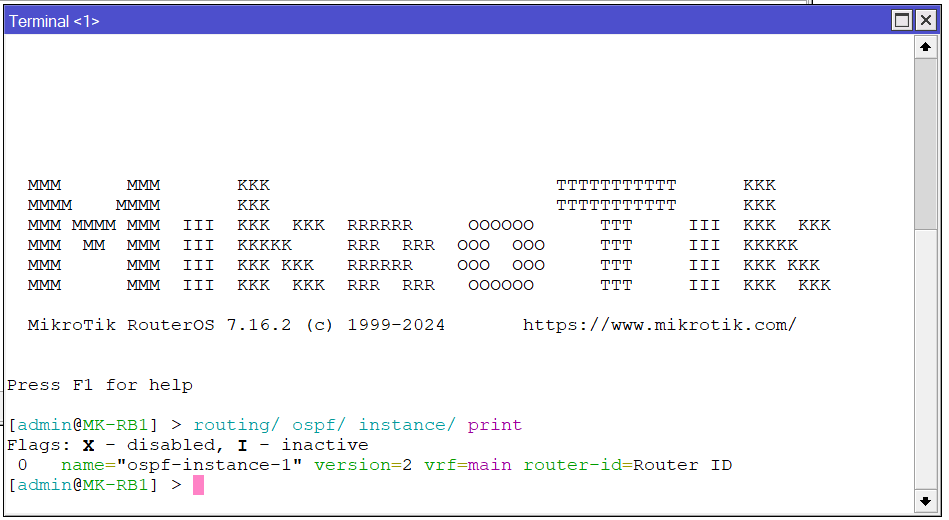 Terminal <1>
MMM      MMM       KKK                          TTTTTTTTTTT      KKK
MMMM    MMMM       KKK                          TTTTTTTTTTT      KKK
MMM MMMM MMM  III  KKK  KKK  RRRRRR     OOOOOO      TTT     III  KKK  KKK
MMM  MM  MMM  III  KKKKK     RRR  RRR  OOO  OOO     TTT     III  KKKKK
MMM      MMM  III  KKK KKK   RRRRRR    OOO  OOO     TTT     III  KKK KKK
MMM      MMM  III  KKK  KKK  RRR  RRR   OOOOOO      TTT     III  KKK  KKK
MikroTik RouterOS 7.16.2 (c) 1999-2024       https://www.mikrotik.com/
Press F1 for help
[admin@MK-RB1] > routing/ ospf/ instance/ print
Flags: X - disabled, I - inactive
 0   name="ospf-instance-1" version=2 vrf=main router-id=Router ID
[admin@MK-RB1] >